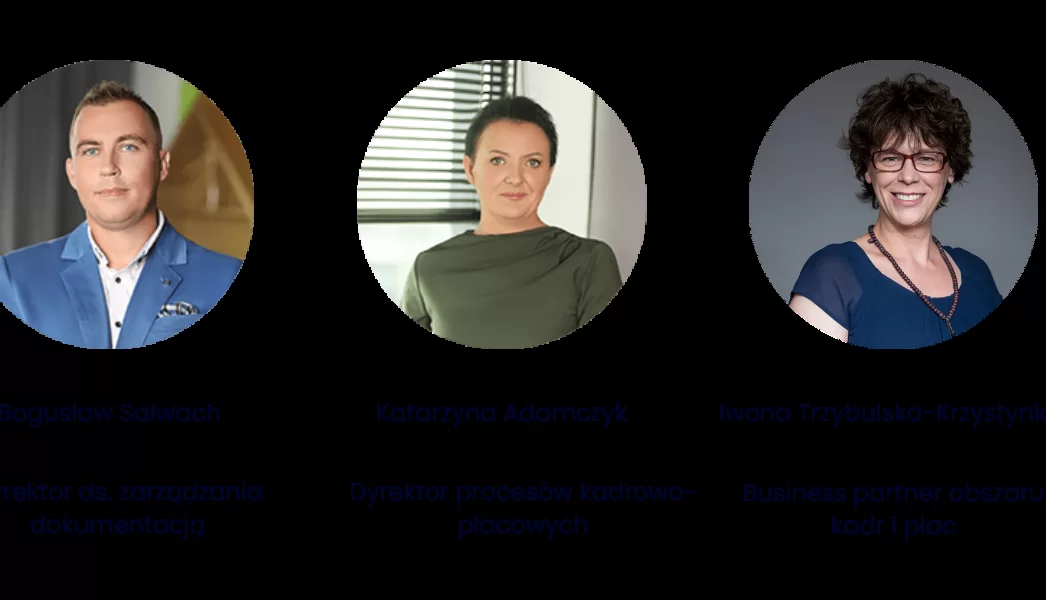 Bogusław Salwach
Katarzyna Adamczyk
Iwona Trzybulska-Krzystyni
rektor ds. zarządzania
dokumentacją
Dyrektor procesów kadrowo-
płacowych
Business partner obszaru
kadr i płac